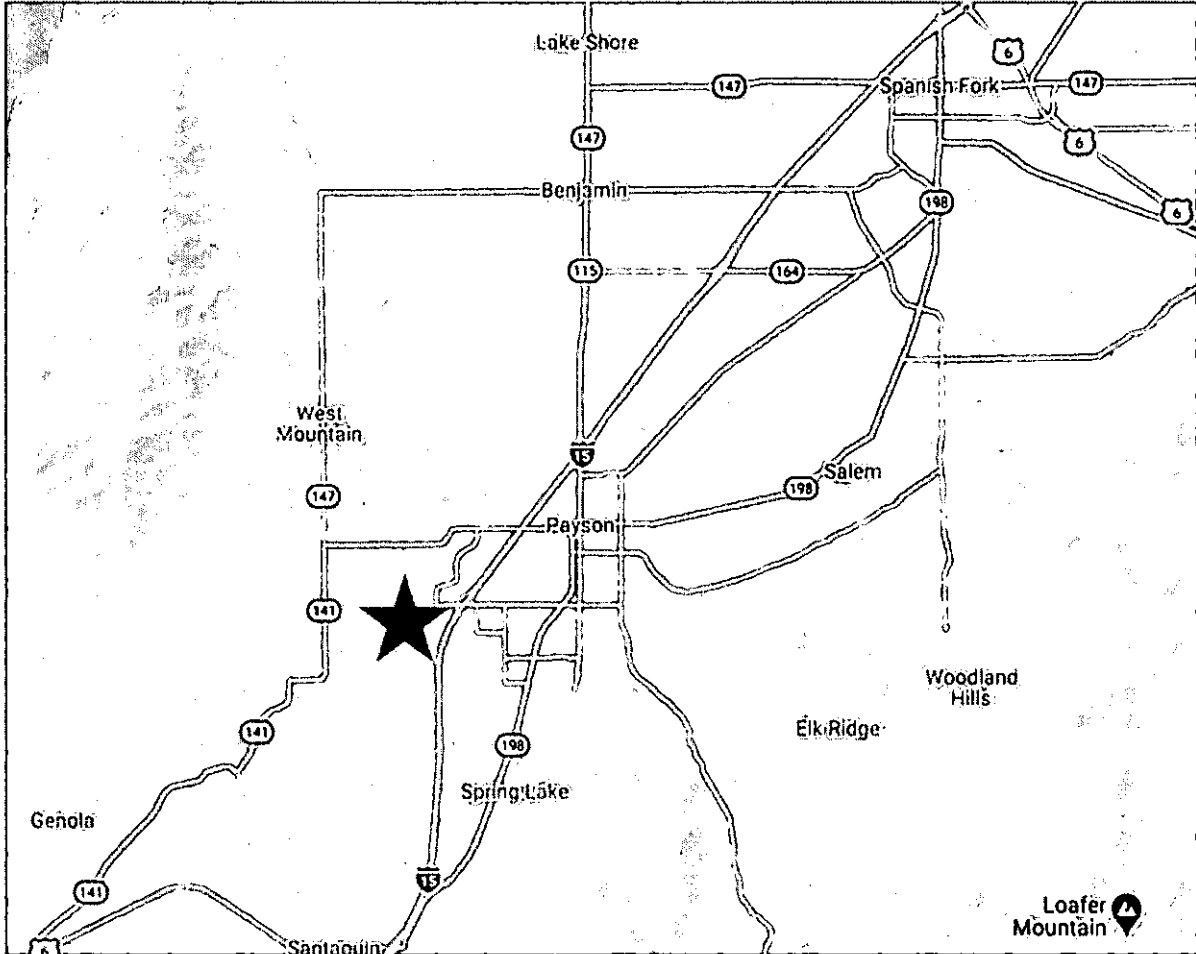 Lake Shore
6
147
Spanish Fork
147
147
6
Benjamin
198
6
115
164
West
Mountain
15
Salem
147
198
Payson
141
Woodland
Hills
141
Elk Ridge
198
Spring Lake
Genola
15
141
Loafer
Mountain
6
Santaquin